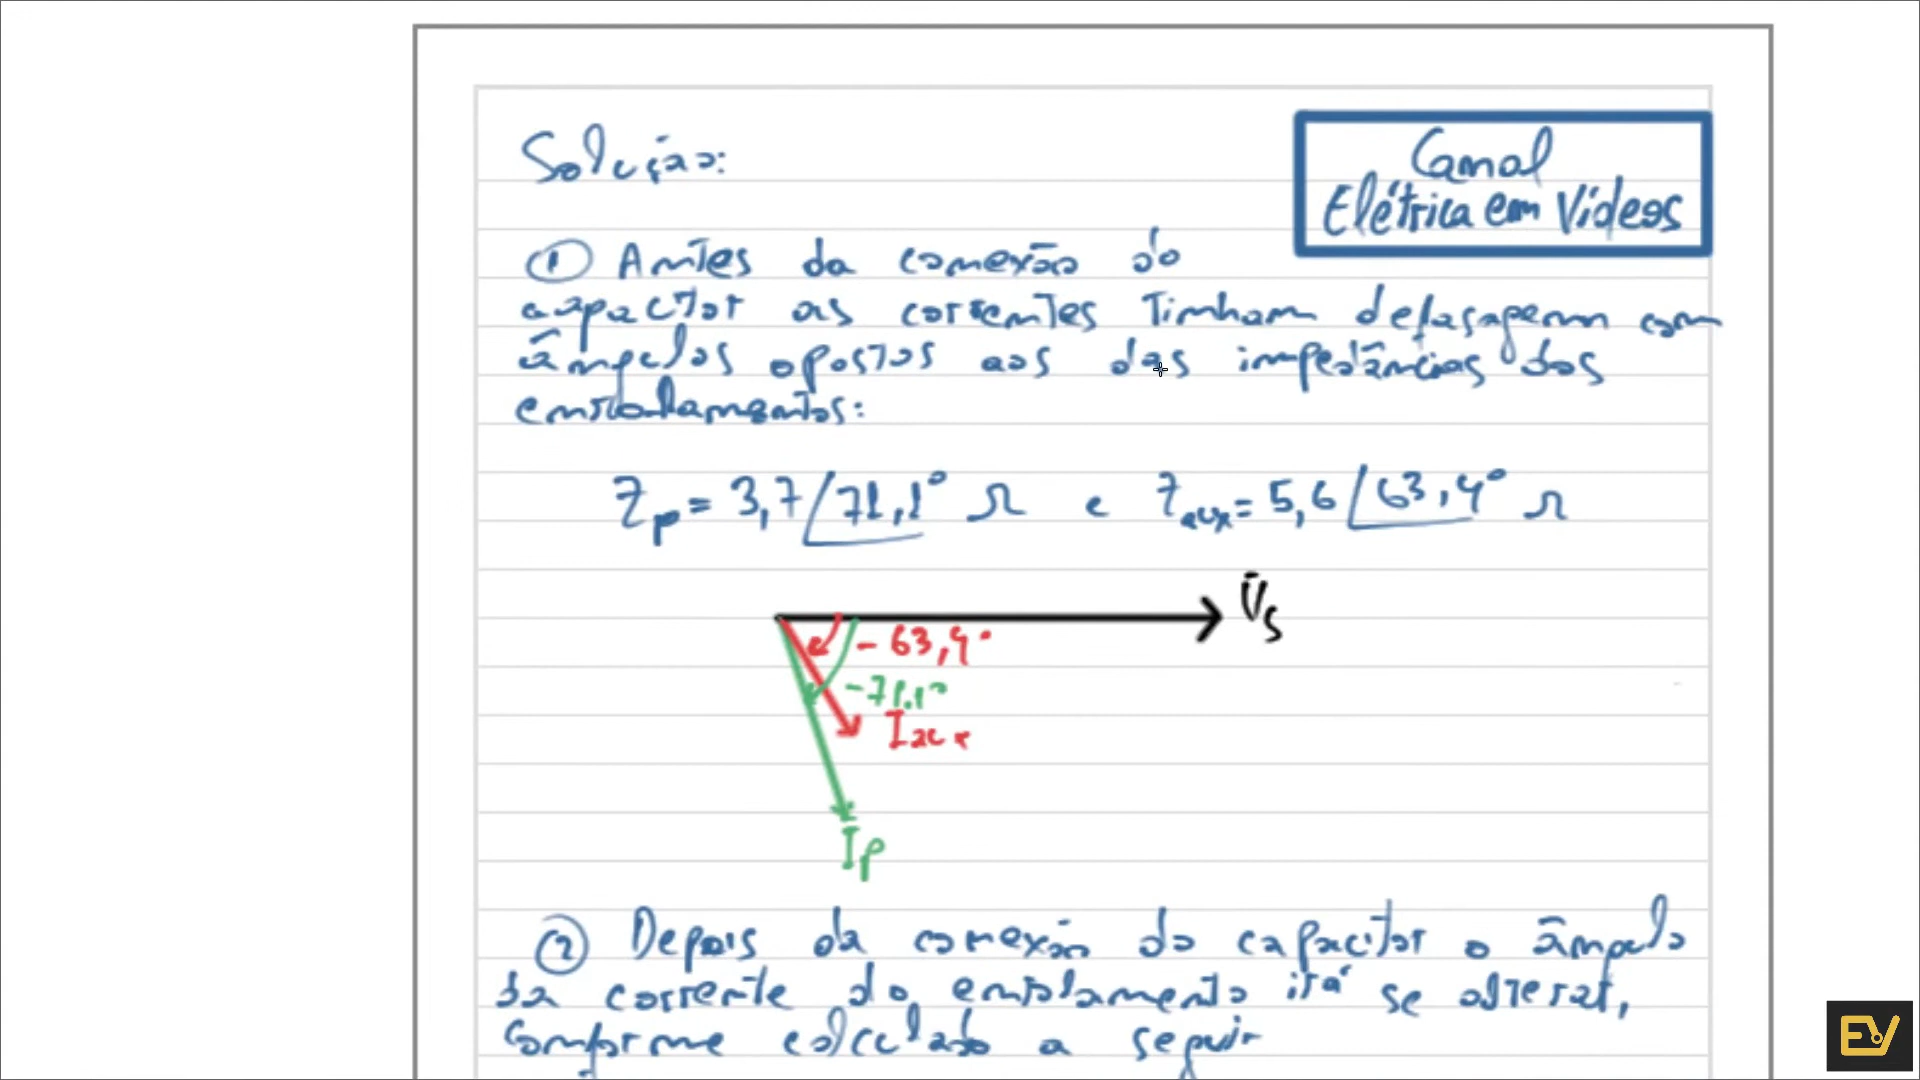 Solução:
Canal
Elétrica em Vídeos
① Antes da conexão do
capacitor as correntes Tinham defasagem com
ângulos opostos aos das impedâncias dos
enrolamentos:
Zp = 3,7∠71,1° Ω e Zaux = 5,6∠63,4° Ω
V̇s
-63,4°
-71,1°
Iaux
Ip
② Depois da conexão do capacitor o ângulo
da corrente do enrolamento irá se alterar,
Conforme calculado a seguir
EV